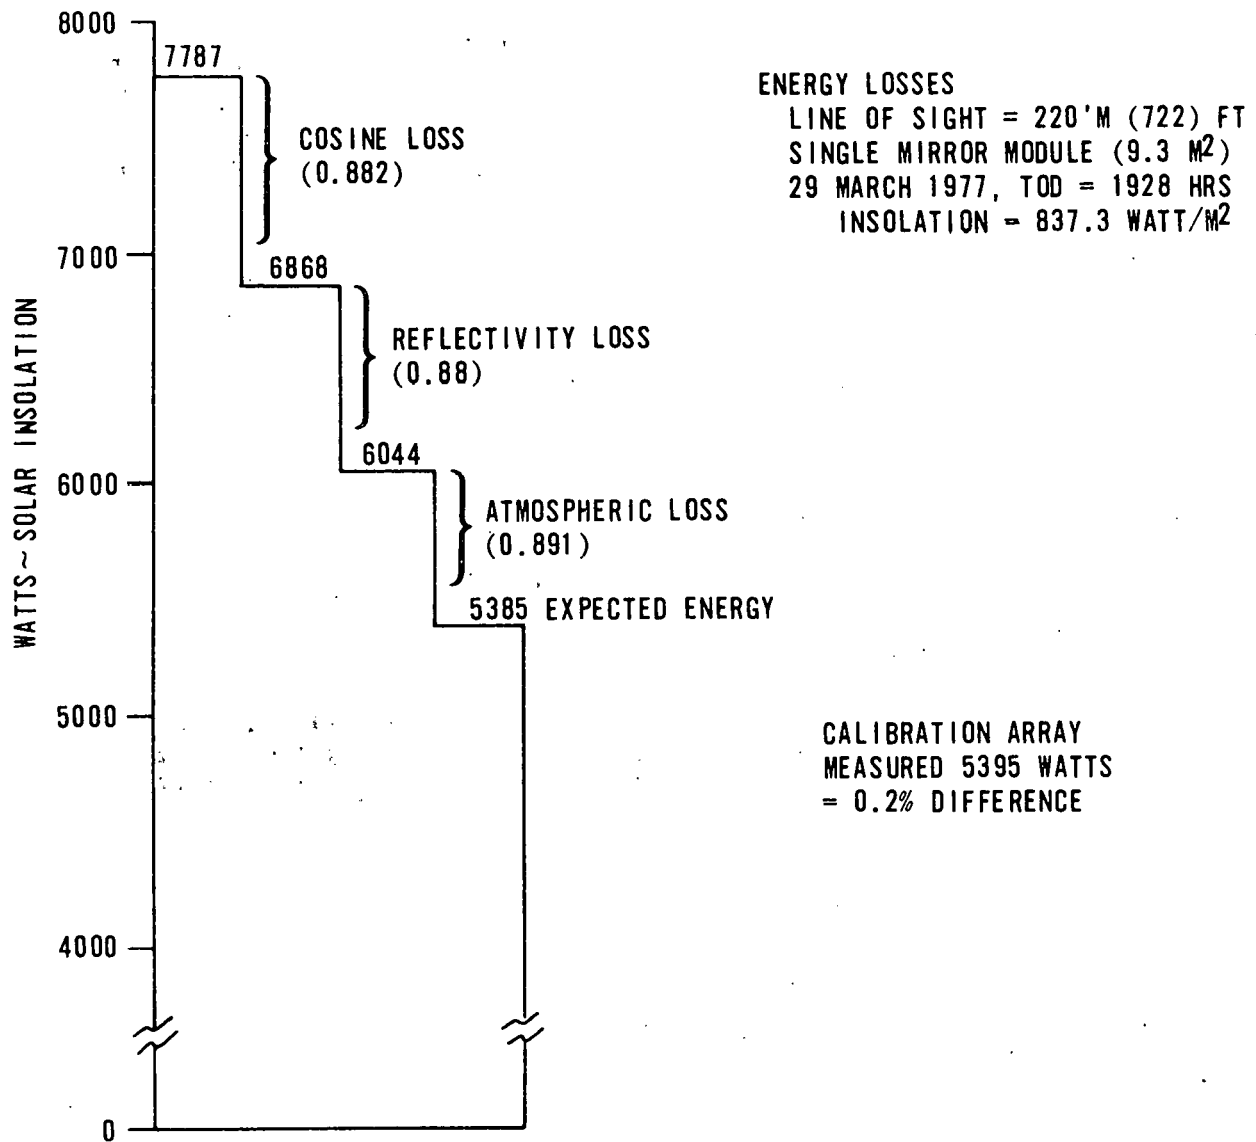 8000
7787
ENERGY LOSSES
LINE OF SIGHT = 220'M (722) FT
SINGLE MIRROR MODULE (9.3 M²)
29 MARCH 1977, TOD = 1928 HRS
INSOLATION = 837.3 WATT/M²
COSINE LOSS
(0.882)
7000
6868
REFLECTIVITY LOSS
(0.88)
WATTS~SOLAR INSOLATION
6044
6000
ATMOSPHERIC LOSS
(0.891)
5385 EXPECTED ENERGY
5000
CALIBRATION ARRAY
MEASURED 5395 WATTS
= 0.2% DIFFERENCE
4000
0